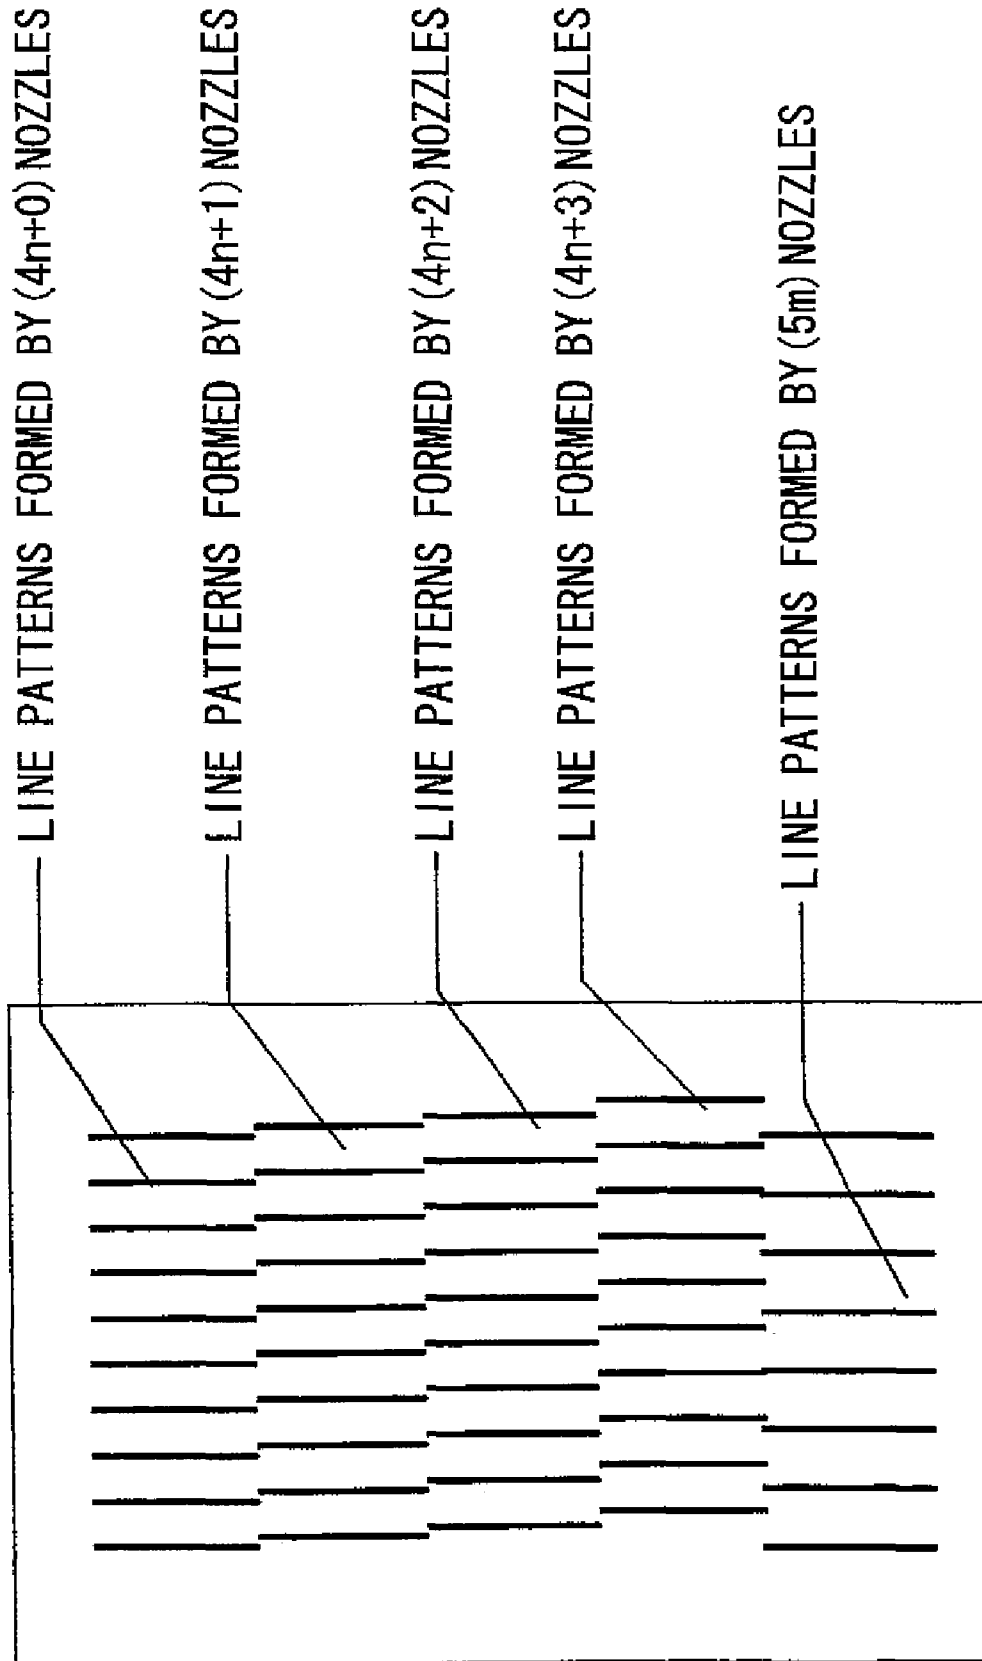 LINE PATTERNS FORMED BY (4n+0) NOZZLES
LINE PATTERNS FORMED BY (4n+1) NOZZLES
LINE PATTERNS FORMED BY (4n+2) NOZZLES
LINE PATTERNS FORMED BY (4n+3) NOZZLES
LINE PATTERNS FORMED BY (5m) NOZZLES